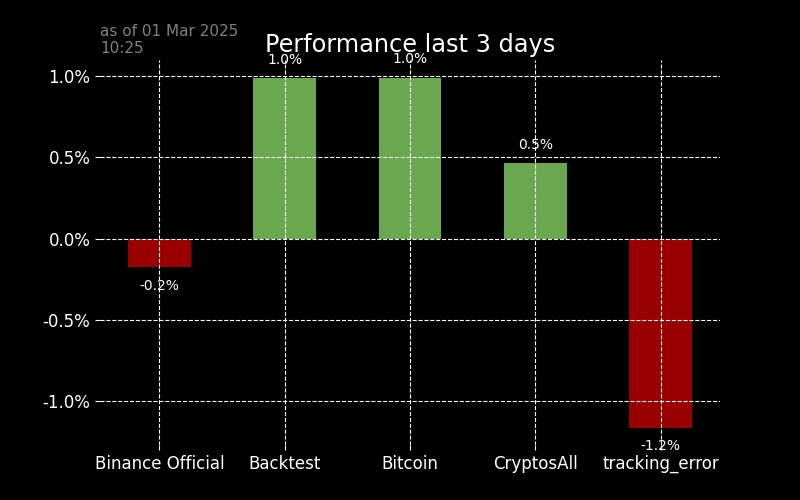 as of 01 Mar 2025
10:25
Performance last 3 days
1.0%
1.0%
1.0%
0.5%
0.5%
0.0%
-0.2%
-0.5%
-1.0%
-1.2%
Binance Official
Backtest
Bitcoin
CryptosAll
tracking_error